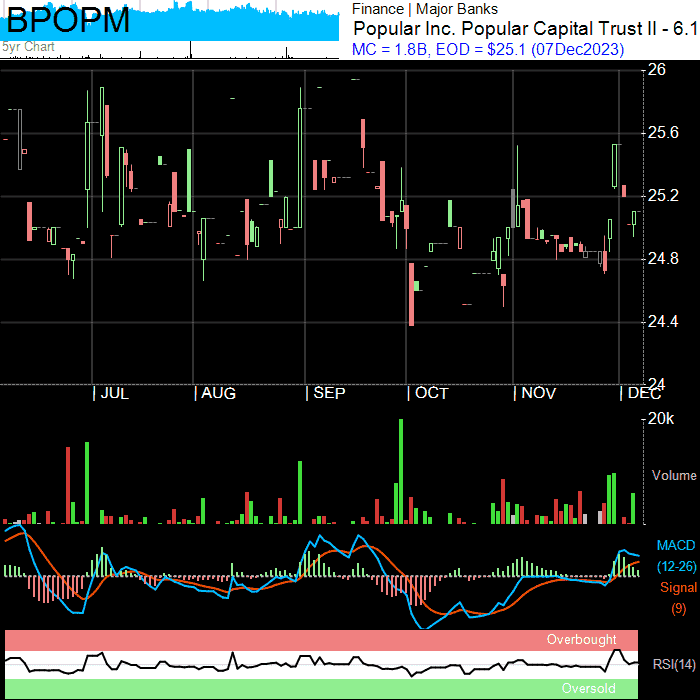 BPOPM
5yr Chart
Finance | Major Banks
Popular Inc. Popular Capital Trust II - 6.1
MC = 1.8B, EOD = $25.1 (07Dec2023)
26
25.6
25.2
24.8
24.4
24
| JUL | AUG | SEP | OCT | NOV | DEC
20k
Volume
MACD
(12-26)
Signal
(9)
Overbought
RSI(14)
Oversold